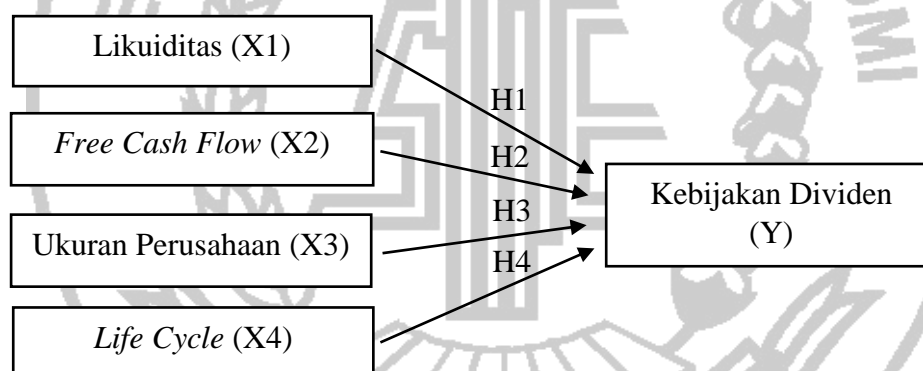 Likuiditas (X1)
H1
Free Cash Flow (X2)
H2
Kebijakan Dividen
(Y)
H3
Ukuran Perusahaan (X3)
H4
Life Cycle (X4)